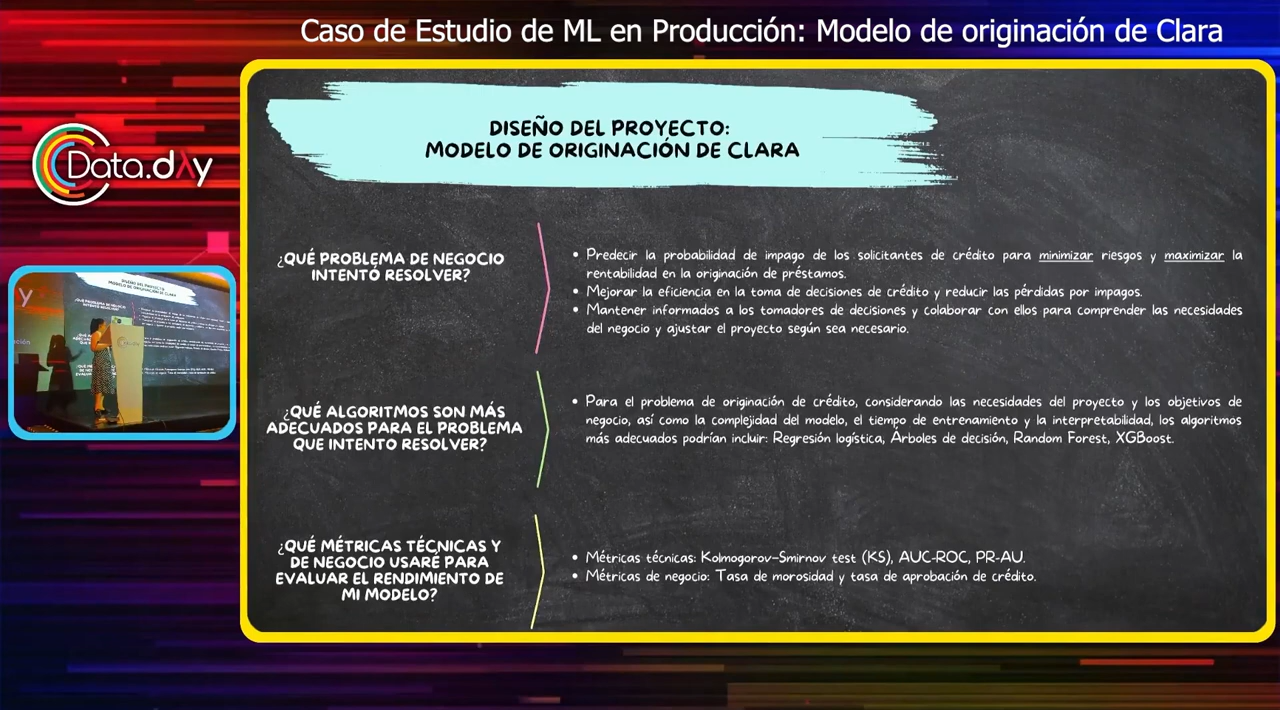 Caso de Estudio de ML en Producción: Modelo de originación de Clara
Data.dλy
DISEÑO DEL PROYECTO:
MODELO DE ORIGINACIÓN DE CLARA
¿QUÉ PROBLEMA DE NEGOCIO
INTENTÓ RESOLVER?
• Predecir la probabilidad de impago de los solicitantes de crédito para minimizar riesgos y maximizar la
rentabilidad en la originación de préstamos.
• Mejorar la eficiencia en la toma de decisiones de crédito y reducir las pérdidas por impagos.
• Mantener informados a los tomadores de decisiones y colaborar con ellos para comprender las necesidades
del negocio y ajustar el proyecto según sea necesario.
¿QUÉ ALGORITMOS SON MÁS
ADECUADOS PARA EL PROBLEMA
QUE INTENTO RESOLVER?
• Para el problema de originación de crédito, considerando las necesidades del proyecto y los objetivos de
negocio, así como la complejidad del modelo, el tiempo de entrenamiento y la interpretabilidad, los algoritmos
más adecuados podrían incluir: Regresión logística, Árboles de decisión, Random Forest, XGBoost.
¿QUÉ MÉTRICAS TÉCNICAS Y
DE NEGOCIO USARÉ PARA
EVALUAR EL RENDIMIENTO DE
MI MODELO?
• Métricas técnicas: Kolmogorov-Smirnov test (KS), AUC-ROC, PR-AU.
• Métricas de negocio: Tasa de morosidad y tasa de aprobación de crédito.